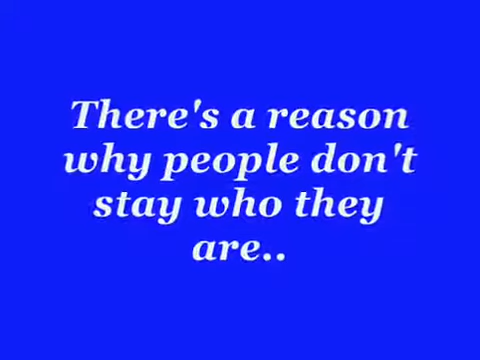 There's a reason
why people don't
stay who they
are..